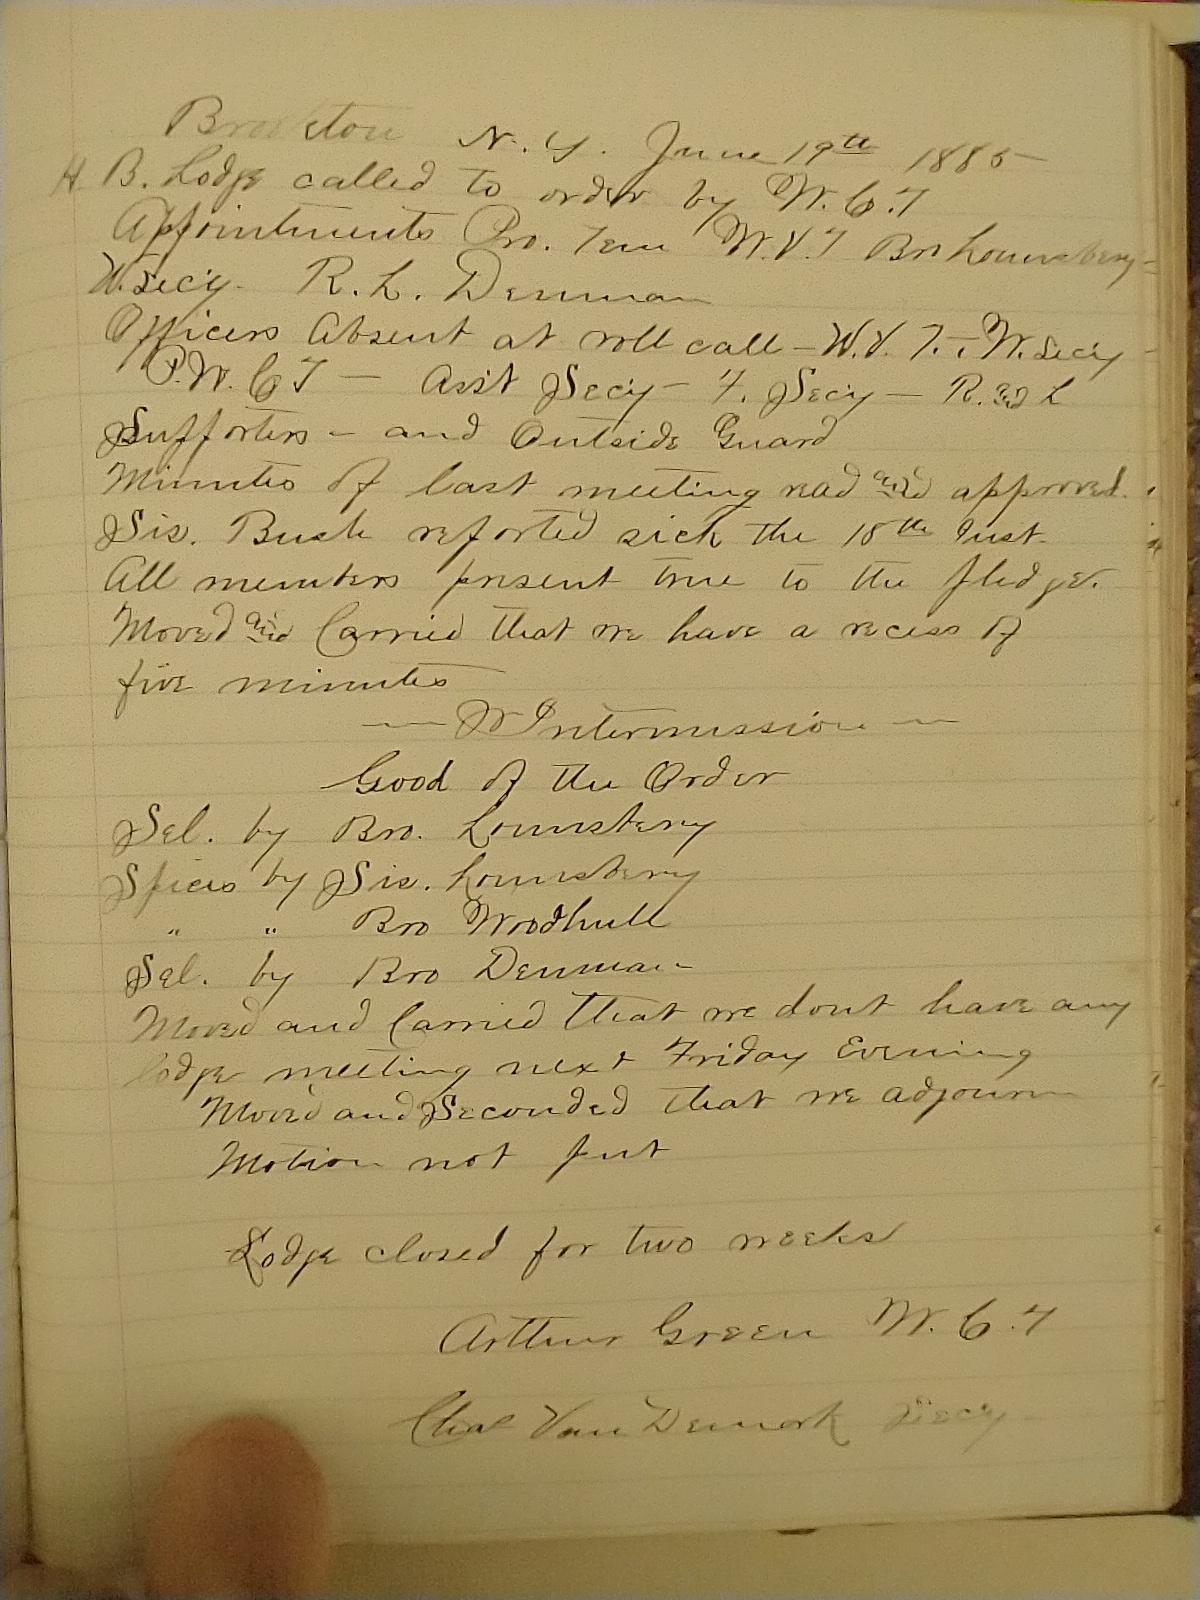 Brockton N.Y. June 19th 1885
H. B. Lodge called to order by W.C.T
Appointments Pro. Tem W.V.T Bro Lounsbery
W. Secy. R. L. Denman
Officers Absent at roll call – W.V.T. : W. Secy –
P.W.C.T – Asst Secy – F. Secy – R. and L
Supporters – and Outside Guard
Minutes of last meeting read and approved.
Sis. Bush reported sick the 18th Inst.
All members present true to the pledge.
Moved and Carried that we have a recess of
five minutes
Intermission
Good of the Order
Sel. by Bro. Lounsbery
Spices by Sis. Lounsbery
" " Bro Woodhull
Sel. by Bro Denman
Moved and Carried that we dont have any
lodge meeting next Friday Evening
Moved and Seconded that we adjourn
Motion not put
Lodge closed for two weeks
Arthur Green W.C.T
Chas Van Demark Secy